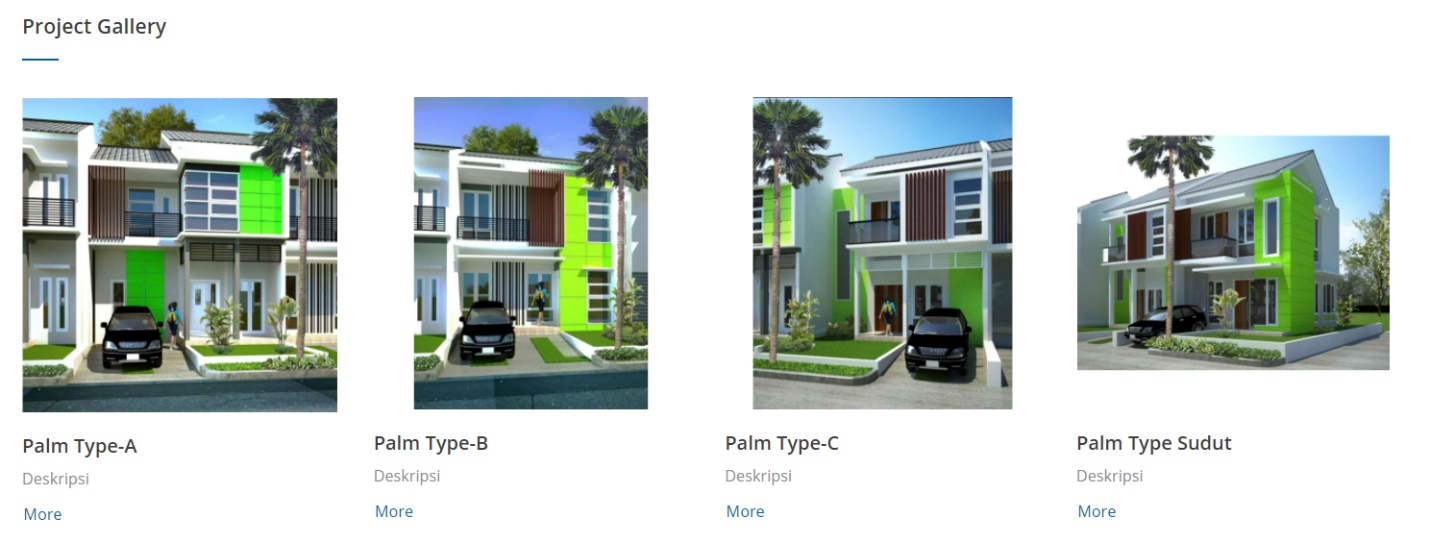 Project Gallery
Palm Type-A
Deskripsi
More
Palm Type-B
Deskripsi
More
Palm Type-C
Deskripsi
More
Palm Type Sudut
Deskripsi
More